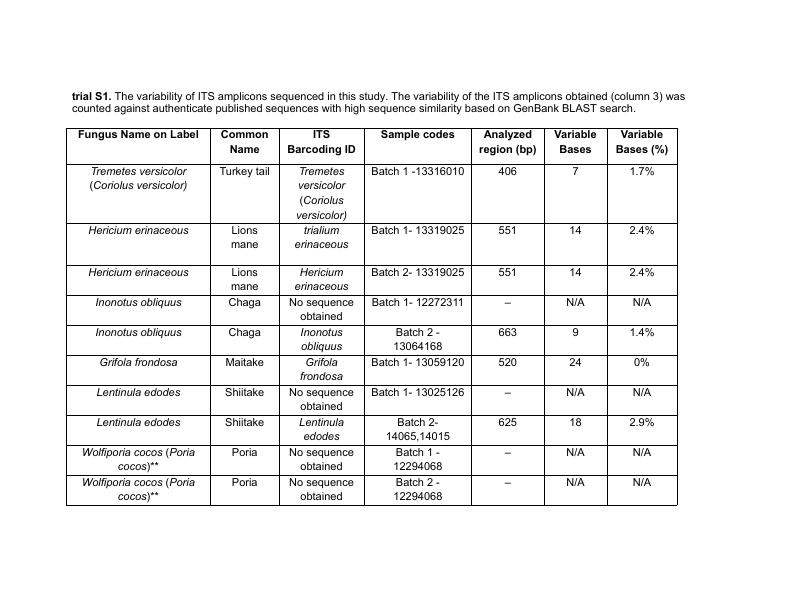 trial S1. The variability of ITS amplicons sequenced in this study. The variability of the ITS amplicons obtained (column 3) was
counted against authenticate published sequences with high sequence similarity based on GenBank BLAST search.
Fungus Name on Label Common Name ITS Barcoding ID Sample codes Analyzed region (bp) Variable Bases Variable Bases (%)
Tremetes versicolor (Coriolus versicolor) Turkey tail Tremetes versicolor (Coriolus versicolor) Batch 1 -13316010 406 7 1.7%
Hericium erinaceous Lions mane trialium erinaceous Batch 1- 13319025 551 14 2.4%
Hericium erinaceous Lions mane Hericium erinaceous Batch 2- 13319025 551 14 2.4%
Inonotus obliquus Chaga No sequence obtained Batch 1- 12272311 – N/A N/A
Inonotus obliquus Chaga Inonotus obliquus Batch 2 - 13064168 663 9 1.4%
Grifola frondosa Maitake Grifola frondosa Batch 1- 13059120 520 24 0%
Lentinula edodes Shiitake No sequence obtained Batch 1- 13025126 – N/A N/A
Lentinula edodes Shiitake Lentinula edodes Batch 2- 14065,14015 625 18 2.9%
Wolfiporia cocos (Poria cocos)** Poria No sequence obtained Batch 1 - 12294068 – N/A N/A
Wolfiporia cocos (Poria cocos)** Poria No sequence obtained Batch 2 - 12294068 – N/A N/A